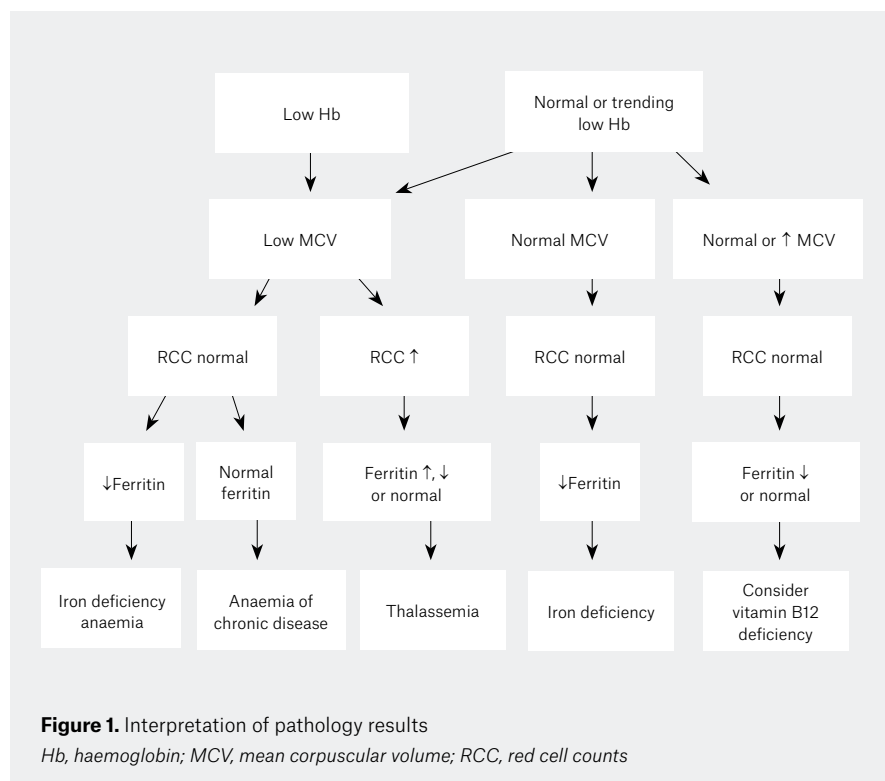 Low Hb
Normal or trending
low Hb
Low MCV
Normal MCV
Normal or ↑ MCV
RCC normal
RCC ↑
RCC normal
RCC normal
↓Ferritin
Normal
ferritin
Ferritin ↑, ↓
or normal
↓Ferritin
Ferritin ↓
or normal
Iron deficiency
anaemia
Anaemia of
chronic disease
Thalassemia
Iron deficiency
Consider
vitamin B12
deficiency
Figure 1. Interpretation of pathology results
Hb, haemoglobin; MCV, mean corpuscular volume; RCC, red cell counts